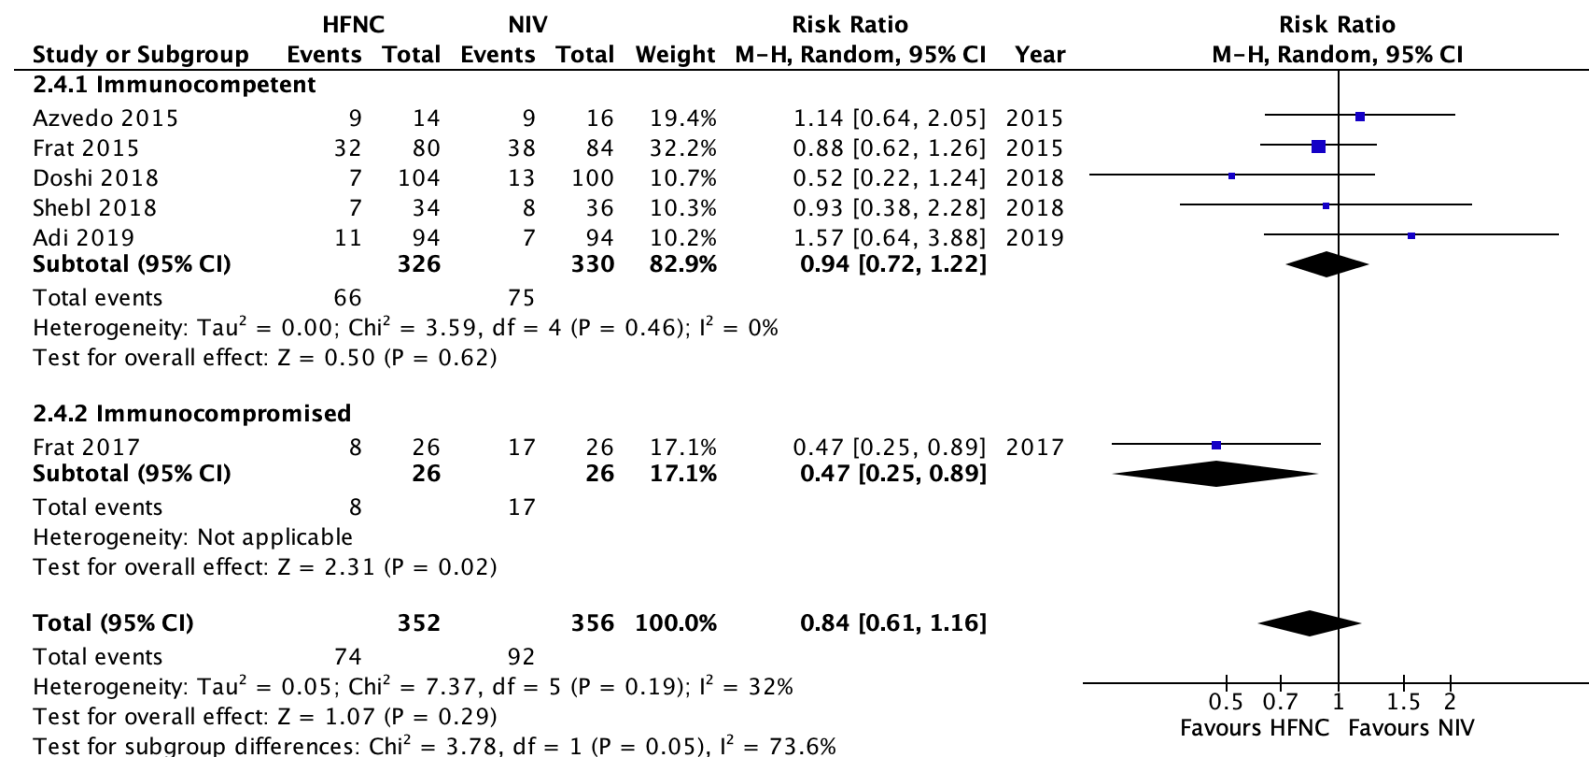 HFNC NIV Risk Ratio Risk Ratio
Study or Subgroup Events Total Events Total Weight M-H, Random, 95% CI Year M-H, Random, 95% CI
2.4.1 Immunocompetent
Azvedo 2015 9 14 9 16 19.4% 1.14 [0.64, 2.05] 2015
Frat 2015 32 80 38 84 32.2% 0.88 [0.62, 1.26] 2015
Doshi 2018 7 104 13 100 10.7% 0.52 [0.22, 1.24] 2018
Shebl 2018 7 34 8 36 10.3% 0.93 [0.38, 2.28] 2018
Adi 2019 11 94 7 94 10.2% 1.57 [0.64, 3.88] 2019
Subtotal (95% CI) 326 330 82.9% 0.94 [0.72, 1.22]
Total events 66 75
Heterogeneity: Tau² = 0.00; Chi² = 3.59, df = 4 (P = 0.46); I² = 0%
Test for overall effect: Z = 0.50 (P = 0.62)
2.4.2 Immunocompromised
Frat 2017 8 26 17 26 17.1% 0.47 [0.25, 0.89] 2017
Subtotal (95% CI) 26 26 17.1% 0.47 [0.25, 0.89]
Total events 8 17
Heterogeneity: Not applicable
Test for overall effect: Z = 2.31 (P = 0.02)
Total (95% CI) 352 356 100.0% 0.84 [0.61, 1.16]
Total events 74 92
Heterogeneity: Tau² = 0.05; Chi² = 7.37, df = 5 (P = 0.19); I² = 32%
Test for overall effect: Z = 1.07 (P = 0.29)
Test for subgroup differences: Chi² = 3.78, df = 1 (P = 0.05), I² = 73.6%
0.5 0.7 1 1.5 2
Favours HFNC Favours NIV